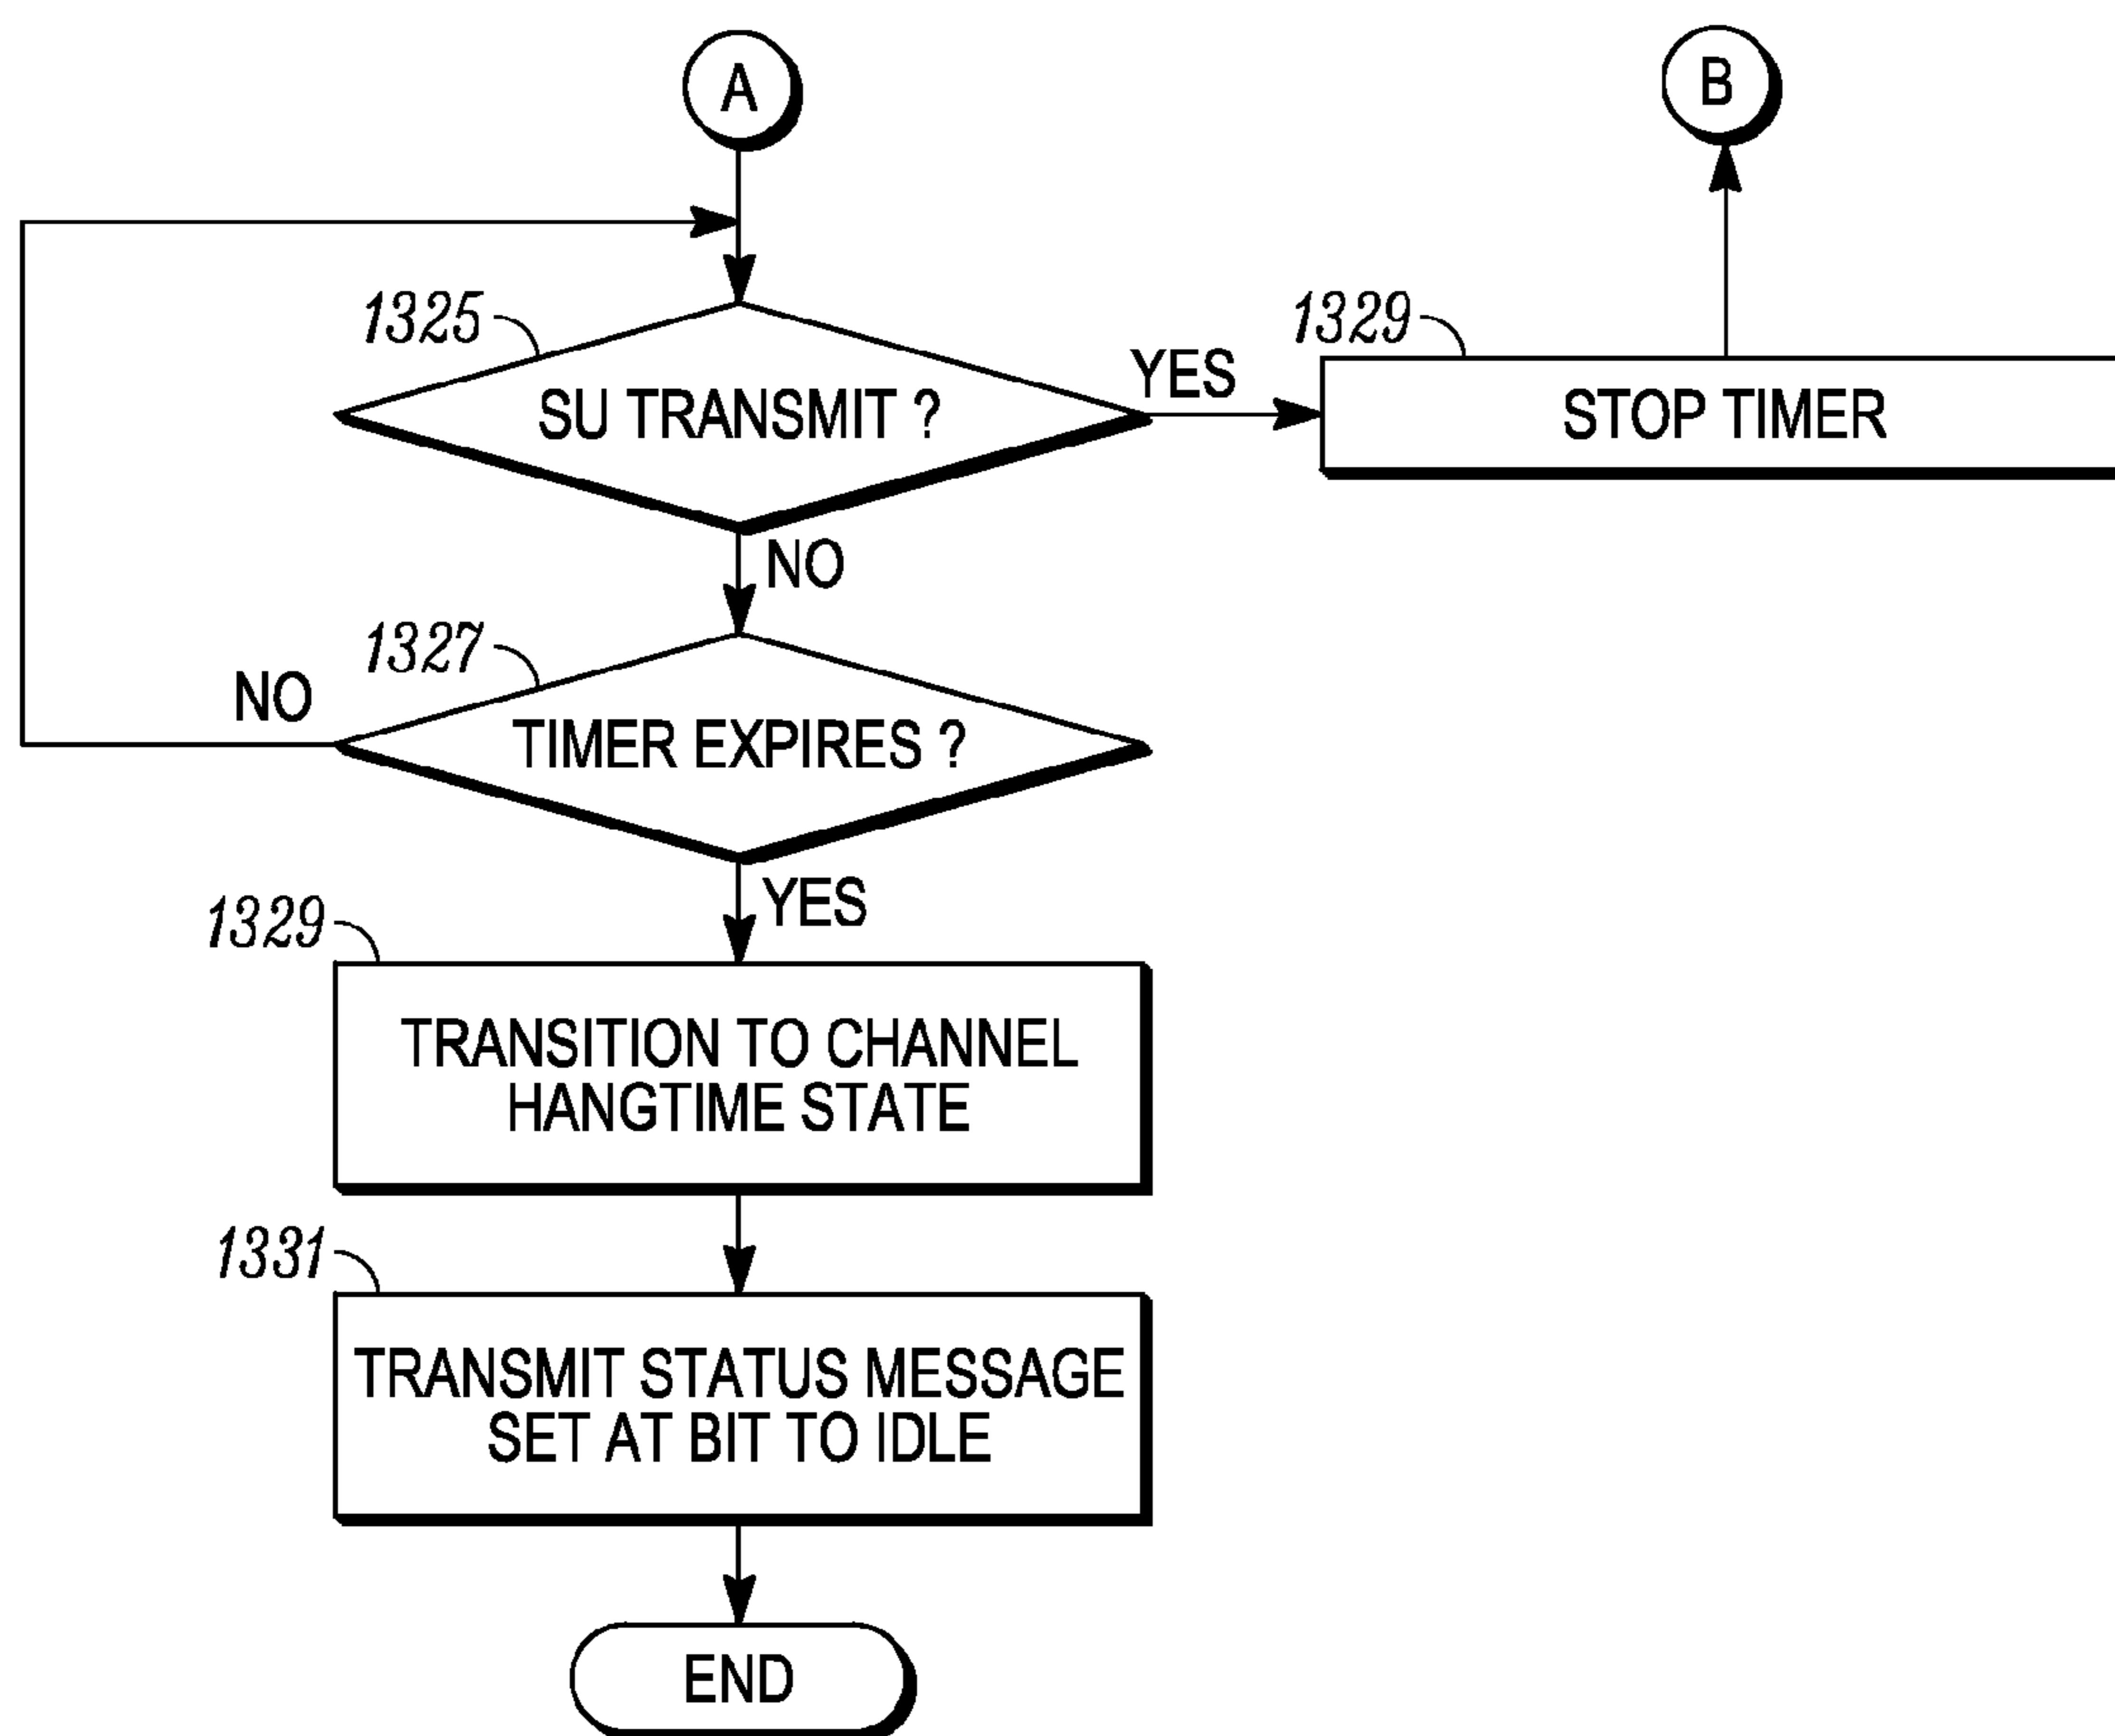 A
B
1325
SU TRANSMIT ?
YES
1329
STOP TIMER
NO
1327
NO
TIMER EXPIRES ?
YES
1329
TRANSITION TO CHANNEL
HANGTIME STATE
1331
TRANSMIT STATUS MESSAGE
SET AT BIT TO IDLE
END